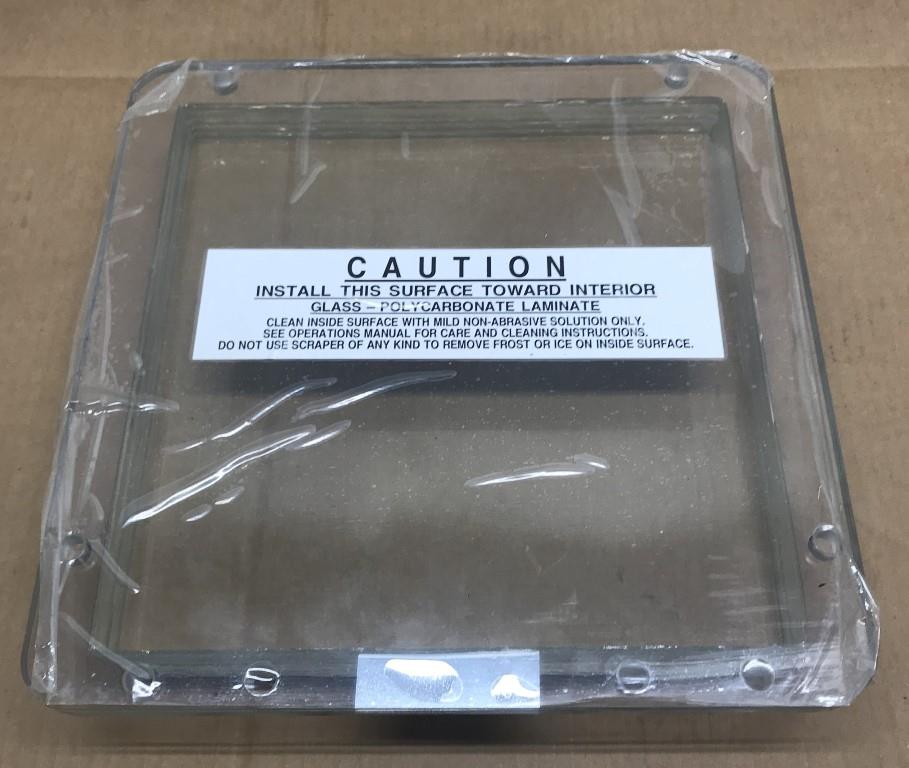 CAUTION
INSTALL THIS SURFACE TOWARD INTERIOR
GLASS – POLYCARBONATE LAMINATE
CLEAN INSIDE SURFACE WITH MILD NON-ABRASIVE SOLUTION ONLY.
SEE OPERATIONS MANUAL FOR CARE AND CLEANING INSTRUCTIONS.
DO NOT USE SCRAPER OF ANY KIND TO REMOVE FROST OR ICE ON INSIDE SURFACE.